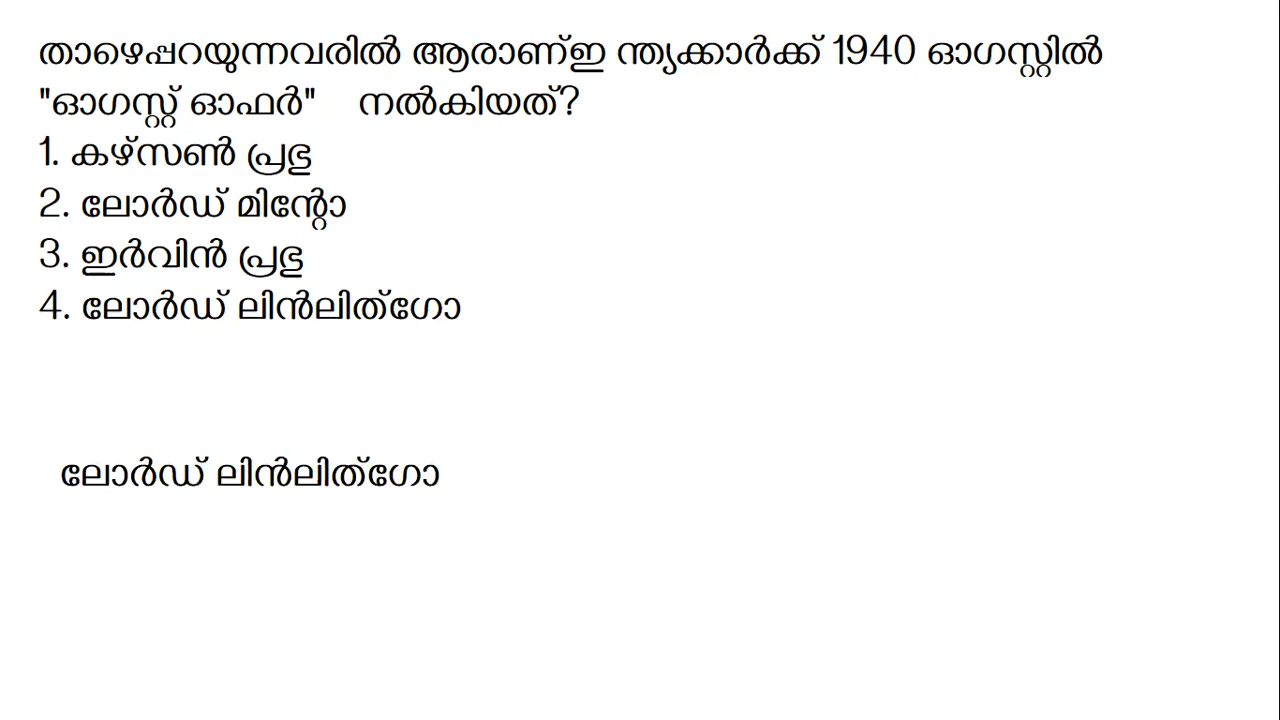 താഴെപ്പറയുന്നവരിൽ ആരാണ്ഇ ന്ത്യക്കാർക്ക് 1940 ഓഗസ്റ്റിൽ
"ഓഗസ്റ്റ് ഓഫർ" നൽകിയത്?
1. കഴ്സൺ പ്രഭു
2. ലോർഡ് മിന്റോ
3. ഇർവിൻ പ്രഭു
4. ലോർഡ് ലിൻലിത്ഗോ
ലോർഡ് ലിൻലിത്ഗോ